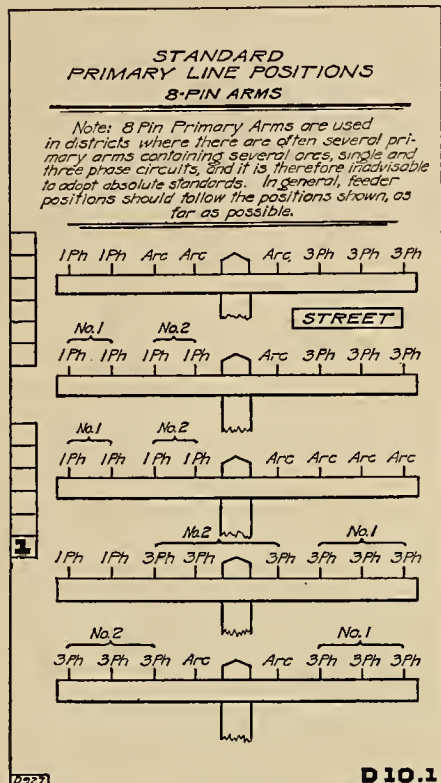 STANDARD
PRIMARY LINE POSITIONS
8-PIN ARMS
Note: 8 Pin Primary Arms are used
in districts where there are often several pri-
mary arms containing several arcs, single and
three phase circuits, and it is therefore inadvisable
to adopt absolute standards. In general, feeder
positions should follow the positions shown, as
far as possible.
1Ph 1Ph Arc Arc Arc 3Ph 3Ph 3Ph
STREET
No.1 No.2
1Ph 1Ph 1Ph 1Ph Arc 3Ph 3Ph 3Ph
No.1 No.2
1Ph 1Ph 1Ph 1Ph Arc Arc Arc Arc
No.2 No.1
1
1Ph 1Ph 3Ph 3Ph 3Ph 3Ph 3Ph 3Ph
No.2 No.1
3Ph 3Ph 3Ph Arc Arc 3Ph 3Ph 3Ph
D927
D10.1